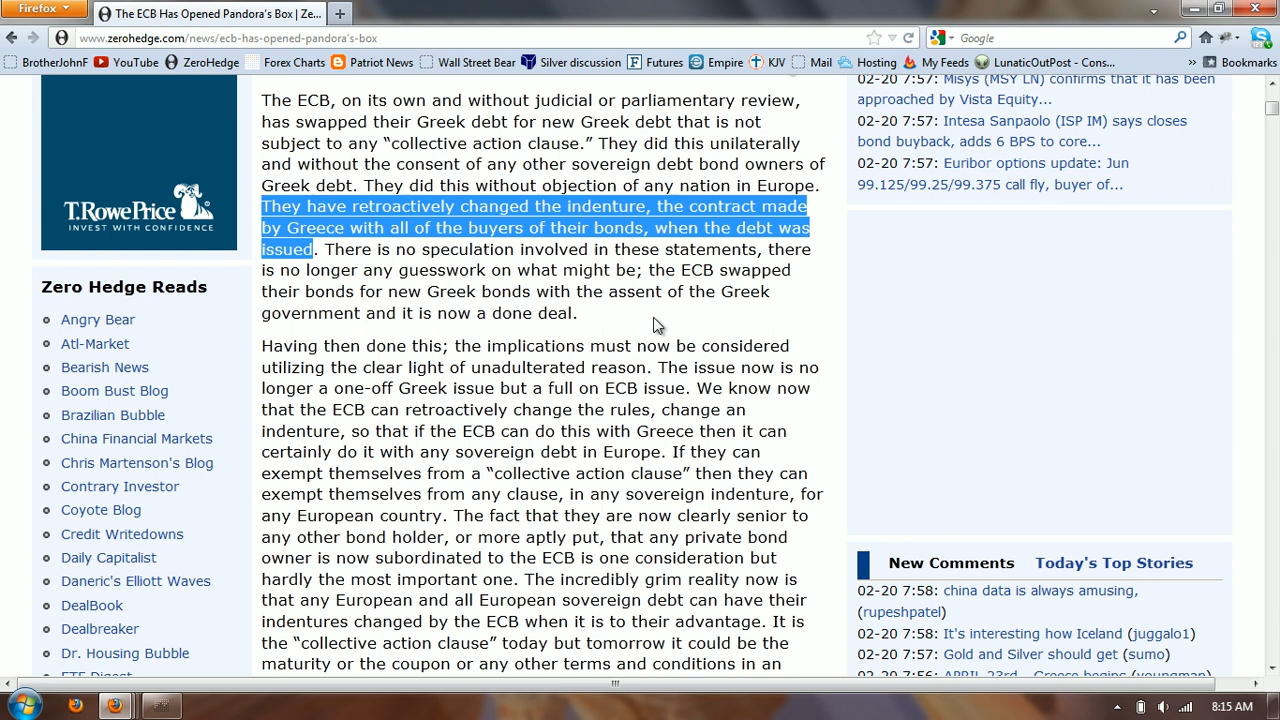 Firefox
The ECB Has Opened Pandora's Box | Ze...
www.zerohedge.com/news/ecb-has-opened-pandora's-box
Google
BrotherJohnF
YouTube
ZeroHedge
Forex Charts
Patriot News
Wall Street Bear
Silver discussion
Futures
Empire
KJV
Mail
Hosting
My Feeds
LunaticOutPost - Cons...
»
Bookmarks
T.RowePrice
INVEST WITH CONFIDENCE
Zero Hedge Reads
Angry Bear
Atl-Market
Bearish News
Boom Bust Blog
Brazilian Bubble
China Financial Markets
Chris Martenson's Blog
Contrary Investor
Coyote Blog
Credit Writedowns
Daily Capitalist
Daneric's Elliott Waves
DealBook
Dealbreaker
Dr. Housing Bubble
ETF Digest
The ECB, on its own and without judicial or parliamentary review,
has swapped their Greek debt for new Greek debt that is not
subject to any “collective action clause.” They did this unilaterally
and without the consent of any other sovereign debt bond owners of
Greek debt. They did this without objection of any nation in Europe.
They have retroactively changed the indenture, the contract made
by Greece with all of the buyers of their bonds, when the debt was
issued. There is no speculation involved in these statements, there
is no longer any guesswork on what might be; the ECB swapped
their bonds for new Greek bonds with the assent of the Greek
government and it is now a done deal.
Having then done this; the implications must now be considered
utilizing the clear light of unadulterated reason. The issue now is no
longer a one-off Greek issue but a full on ECB issue. We know now
that the ECB can retroactively change the rules, change an
indenture, so that if the ECB can do this with Greece then it can
certainly do it with any sovereign debt in Europe. If they can
exempt themselves from a “collective action clause” then they can
exempt themselves from any clause, in any sovereign indenture, for
any European country. The fact that they are now clearly senior to
any other bond holder, or more aptly put, that any private bond
owner is now subordinated to the ECB is one consideration but
hardly the most important one. The incredibly grim reality now is
that any European and all European sovereign debt can have their
indentures changed by the ECB when it is to their advantage. It is
the “collective action clause” today but tomorrow it could be the
maturity or the coupon or any other terms and conditions in an
02-20 7:57: Misys (MSY LN) confirms that it has been
approached by Vista Equity...
02-20 7:57: Intesa Sanpaolo (ISP IM) says closes
bond buyback, adds 6 BPS to core...
02-20 7:57: Euribor options update: Jun
99.125/99.25/99.375 call fly, buyer of...
New Comments
Today's Top Stories
02-20 7:58: china data is always amusing,
(rupeshpatel)
02-20 7:58: It's interesting how Iceland (juggalo1)
02-20 7:57: Gold and Silver should get (sumo)
02-20 7:56: APRIL 23rd - Greece begins (youngman)
8:15 AM